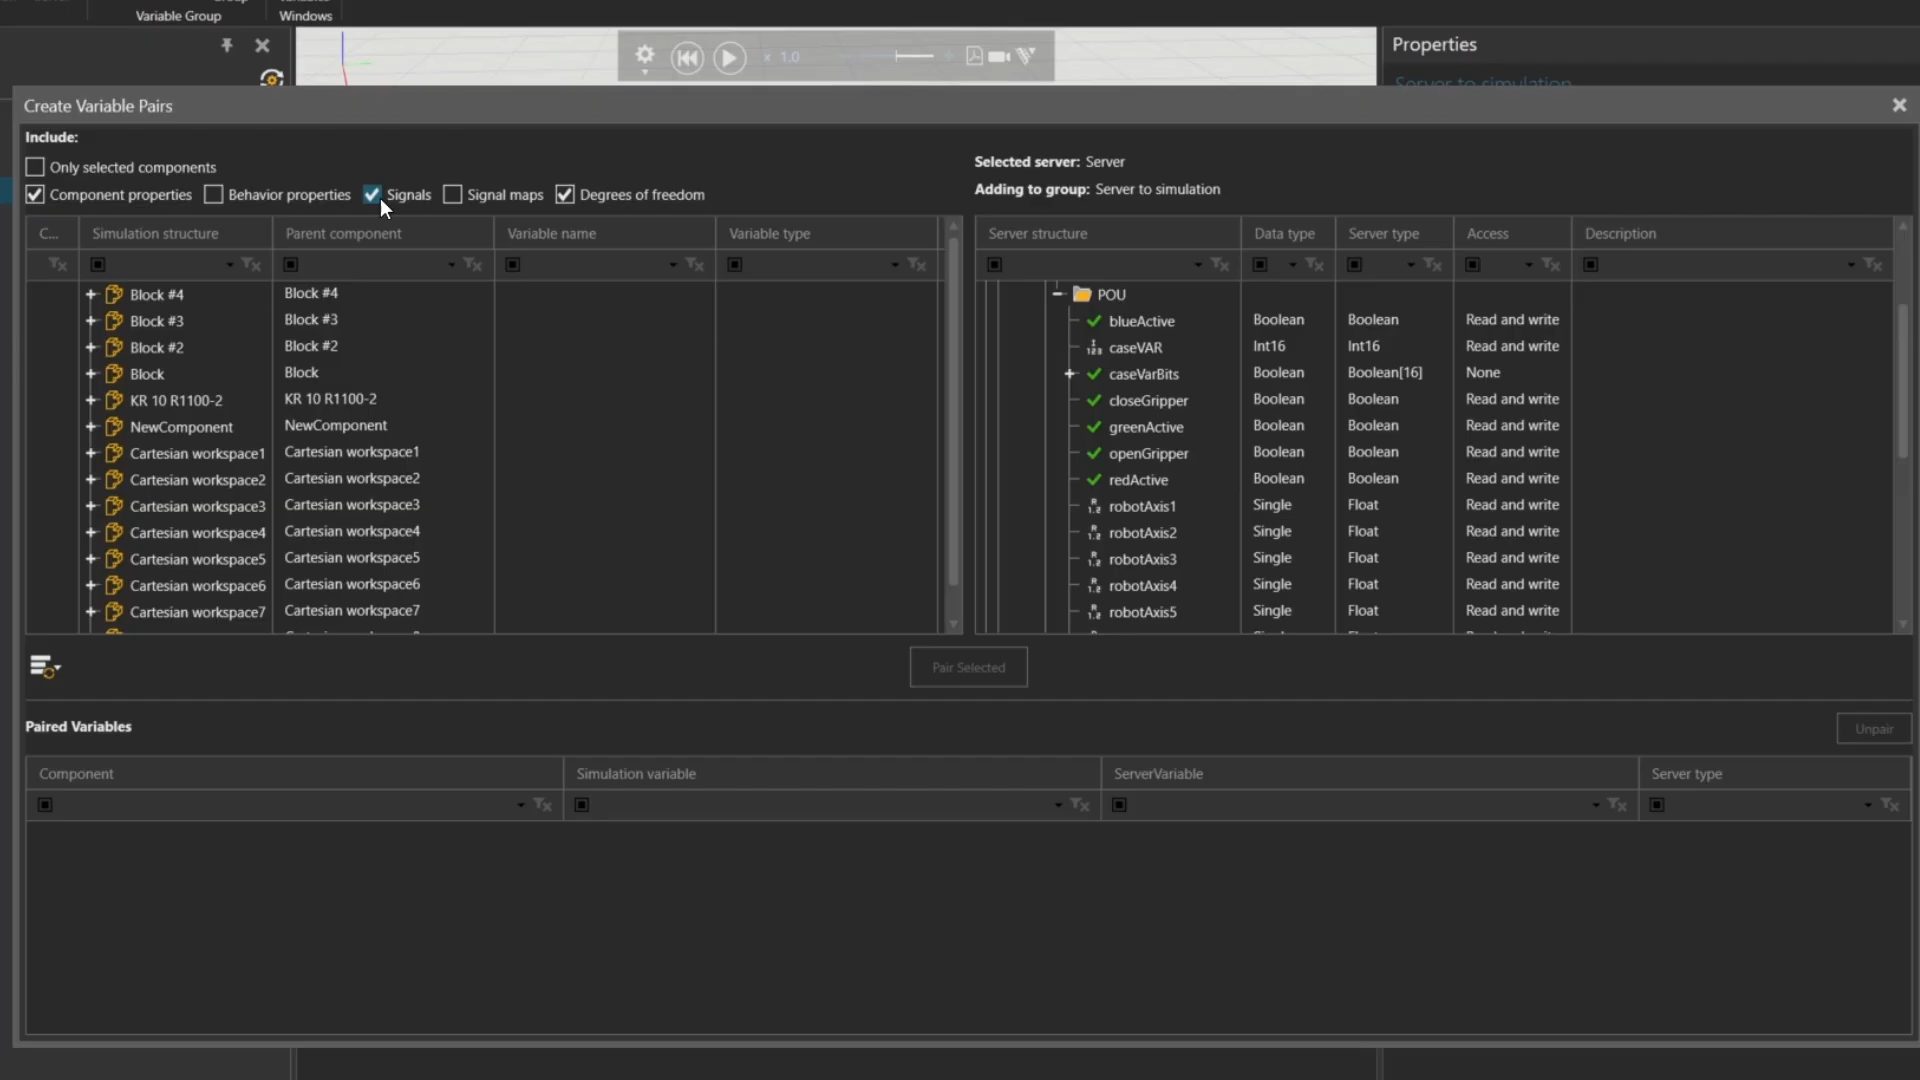 Variable Group
Windows
x 1.0
Properties
Server to simulation
Create Variable Pairs
Include:
Only selected components
Component properties
Behavior properties
Signals
Signal maps
Degrees of freedom
Selected server: Server
Adding to group: Server to simulation
C... Simulation structure Parent component Variable name Variable type
Block #4 Block #4
Block #3 Block #3
Block #2 Block #2
Block Block
KR 10 R1100-2 KR 10 R1100-2
NewComponent NewComponent
Cartesian workspace1 Cartesian workspace1
Cartesian workspace2 Cartesian workspace2
Cartesian workspace3 Cartesian workspace3
Cartesian workspace4 Cartesian workspace4
Cartesian workspace5 Cartesian workspace5
Cartesian workspace6 Cartesian workspace6
Cartesian workspace7 Cartesian workspace7
Server structure Data type Server type Access Description
POU
blueActive Boolean Boolean Read and write
caseVAR Int16 Int16 Read and write
caseVarBits Boolean Boolean[16] None
closeGripper Boolean Boolean Read and write
greenActive Boolean Boolean Read and write
openGripper Boolean Boolean Read and write
redActive Boolean Boolean Read and write
robotAxis1 Single Float Read and write
robotAxis2 Single Float Read and write
robotAxis3 Single Float Read and write
robotAxis4 Single Float Read and write
robotAxis5 Single Float Read and write
Pair Selected
Paired Variables
Unpair
Component Simulation variable ServerVariable Server type